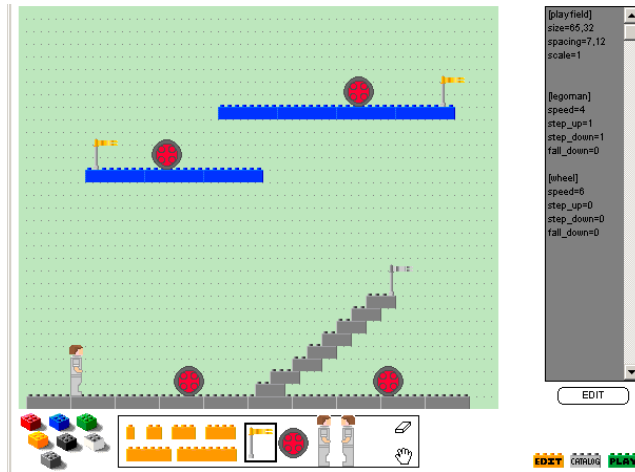 [playfield]
size=65,32
spacing=7,12
scale=1
[legoman]
speed=4
step_up=1
step_down=1
fall_down=0
[wheel]
speed=6
step_up=0
step_down=0
fall_down=0
EDIT
EDIT CATALOG PLAY